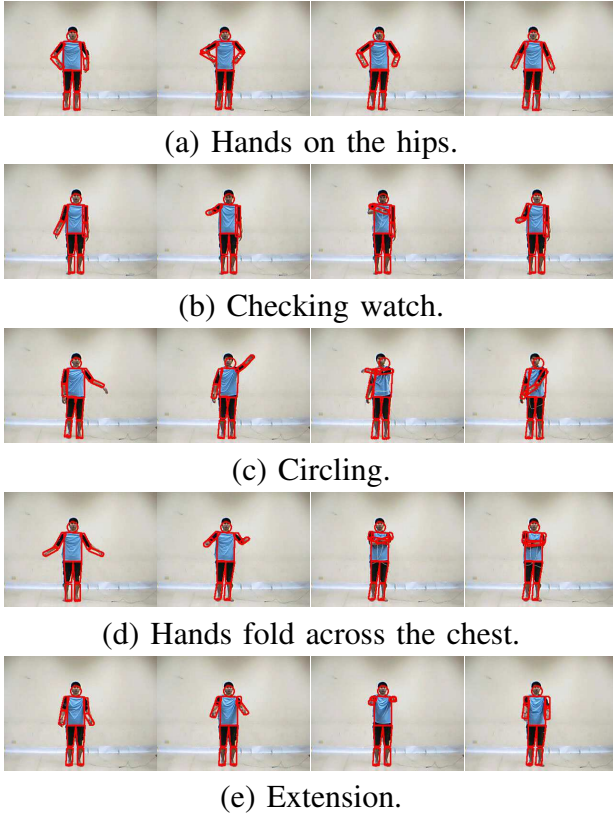 (a) Hands on the hips.
(b) Checking watch.
(c) Circling.
(d) Hands fold across the chest.
(e) Extension.